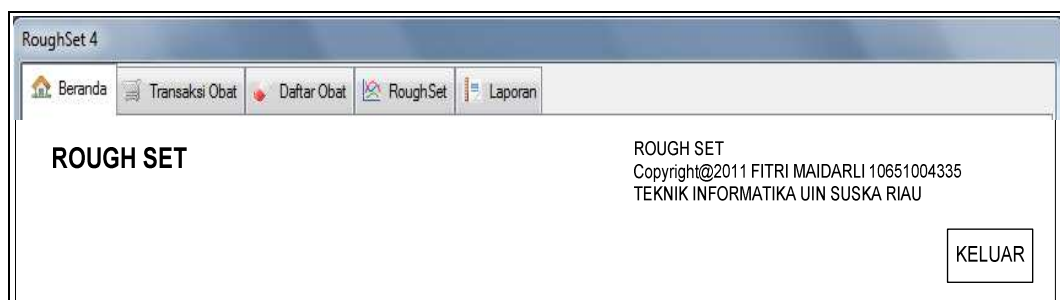 RoughSet 4
Beranda Transaksi Obat Daftar Obat RoughSet Laporan
ROUGH SET
ROUGH SET
Copyright@2011 FITRI MAIDARLI 10651004335
TEKNIK INFORMATIKA UIN SUSKA RIAU
KELUAR